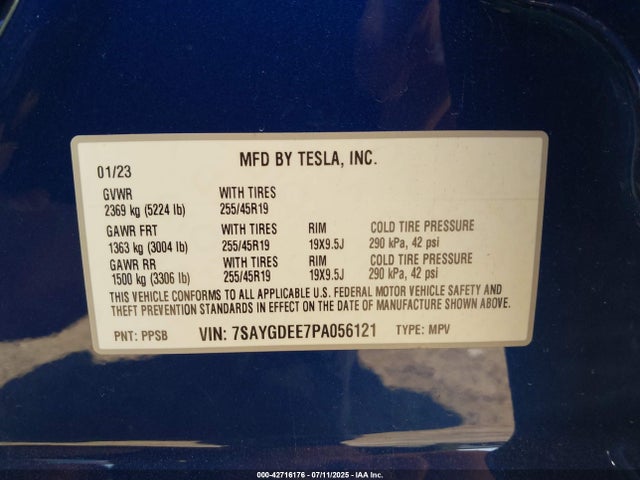 01/23 MFD BY TESLA, INC.
GVWR WITH TIRES
2369 kg (5224 lb) 255/45R19
GAWR FRT WITH TIRES RIM COLD TIRE PRESSURE
1363 kg (3004 lb) 255/45R19 19X9.5J 290 kPa, 42 psi
GAWR RR WITH TIRES RIM COLD TIRE PRESSURE
1500 kg (3306 lb) 255/45R19 19X9.5J 290 kPa, 42 psi
THIS VEHICLE CONFORMS TO ALL APPLICABLE U.S. FEDERAL MOTOR VEHICLE SAFETY AND
THEFT PREVENTION STANDARDS IN EFFECT ON THE DATE OF MANUFACTURE SHOWN ABOVE.
PNT: PPSB VIN: 7SAYGDEE7PA056121 TYPE: MPV
000-42716176 - 07/11/2025 - IAA Inc.